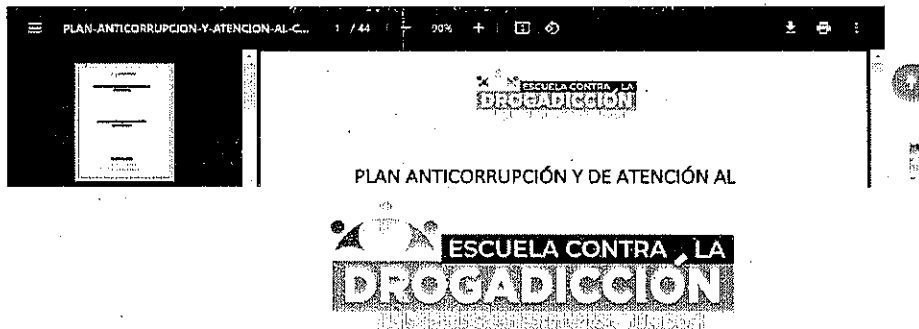 PLAN-ANTICORRUPCION-Y-ATENCION-AL-C... 1 / 44 90%
ESCUELA CONTRA LA
DROGADICCIÓN
PLAN ANTICORRUPCIÓN Y DE ATENCIÓN AL
ESCUELA CONTRA LA
DROGADICCIÓN